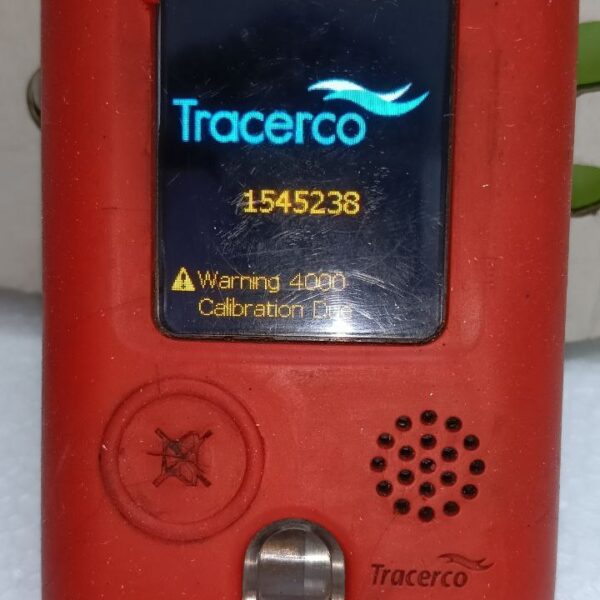 Tracerco
1545238
Warning 4000
Calibration Due
Tracerco